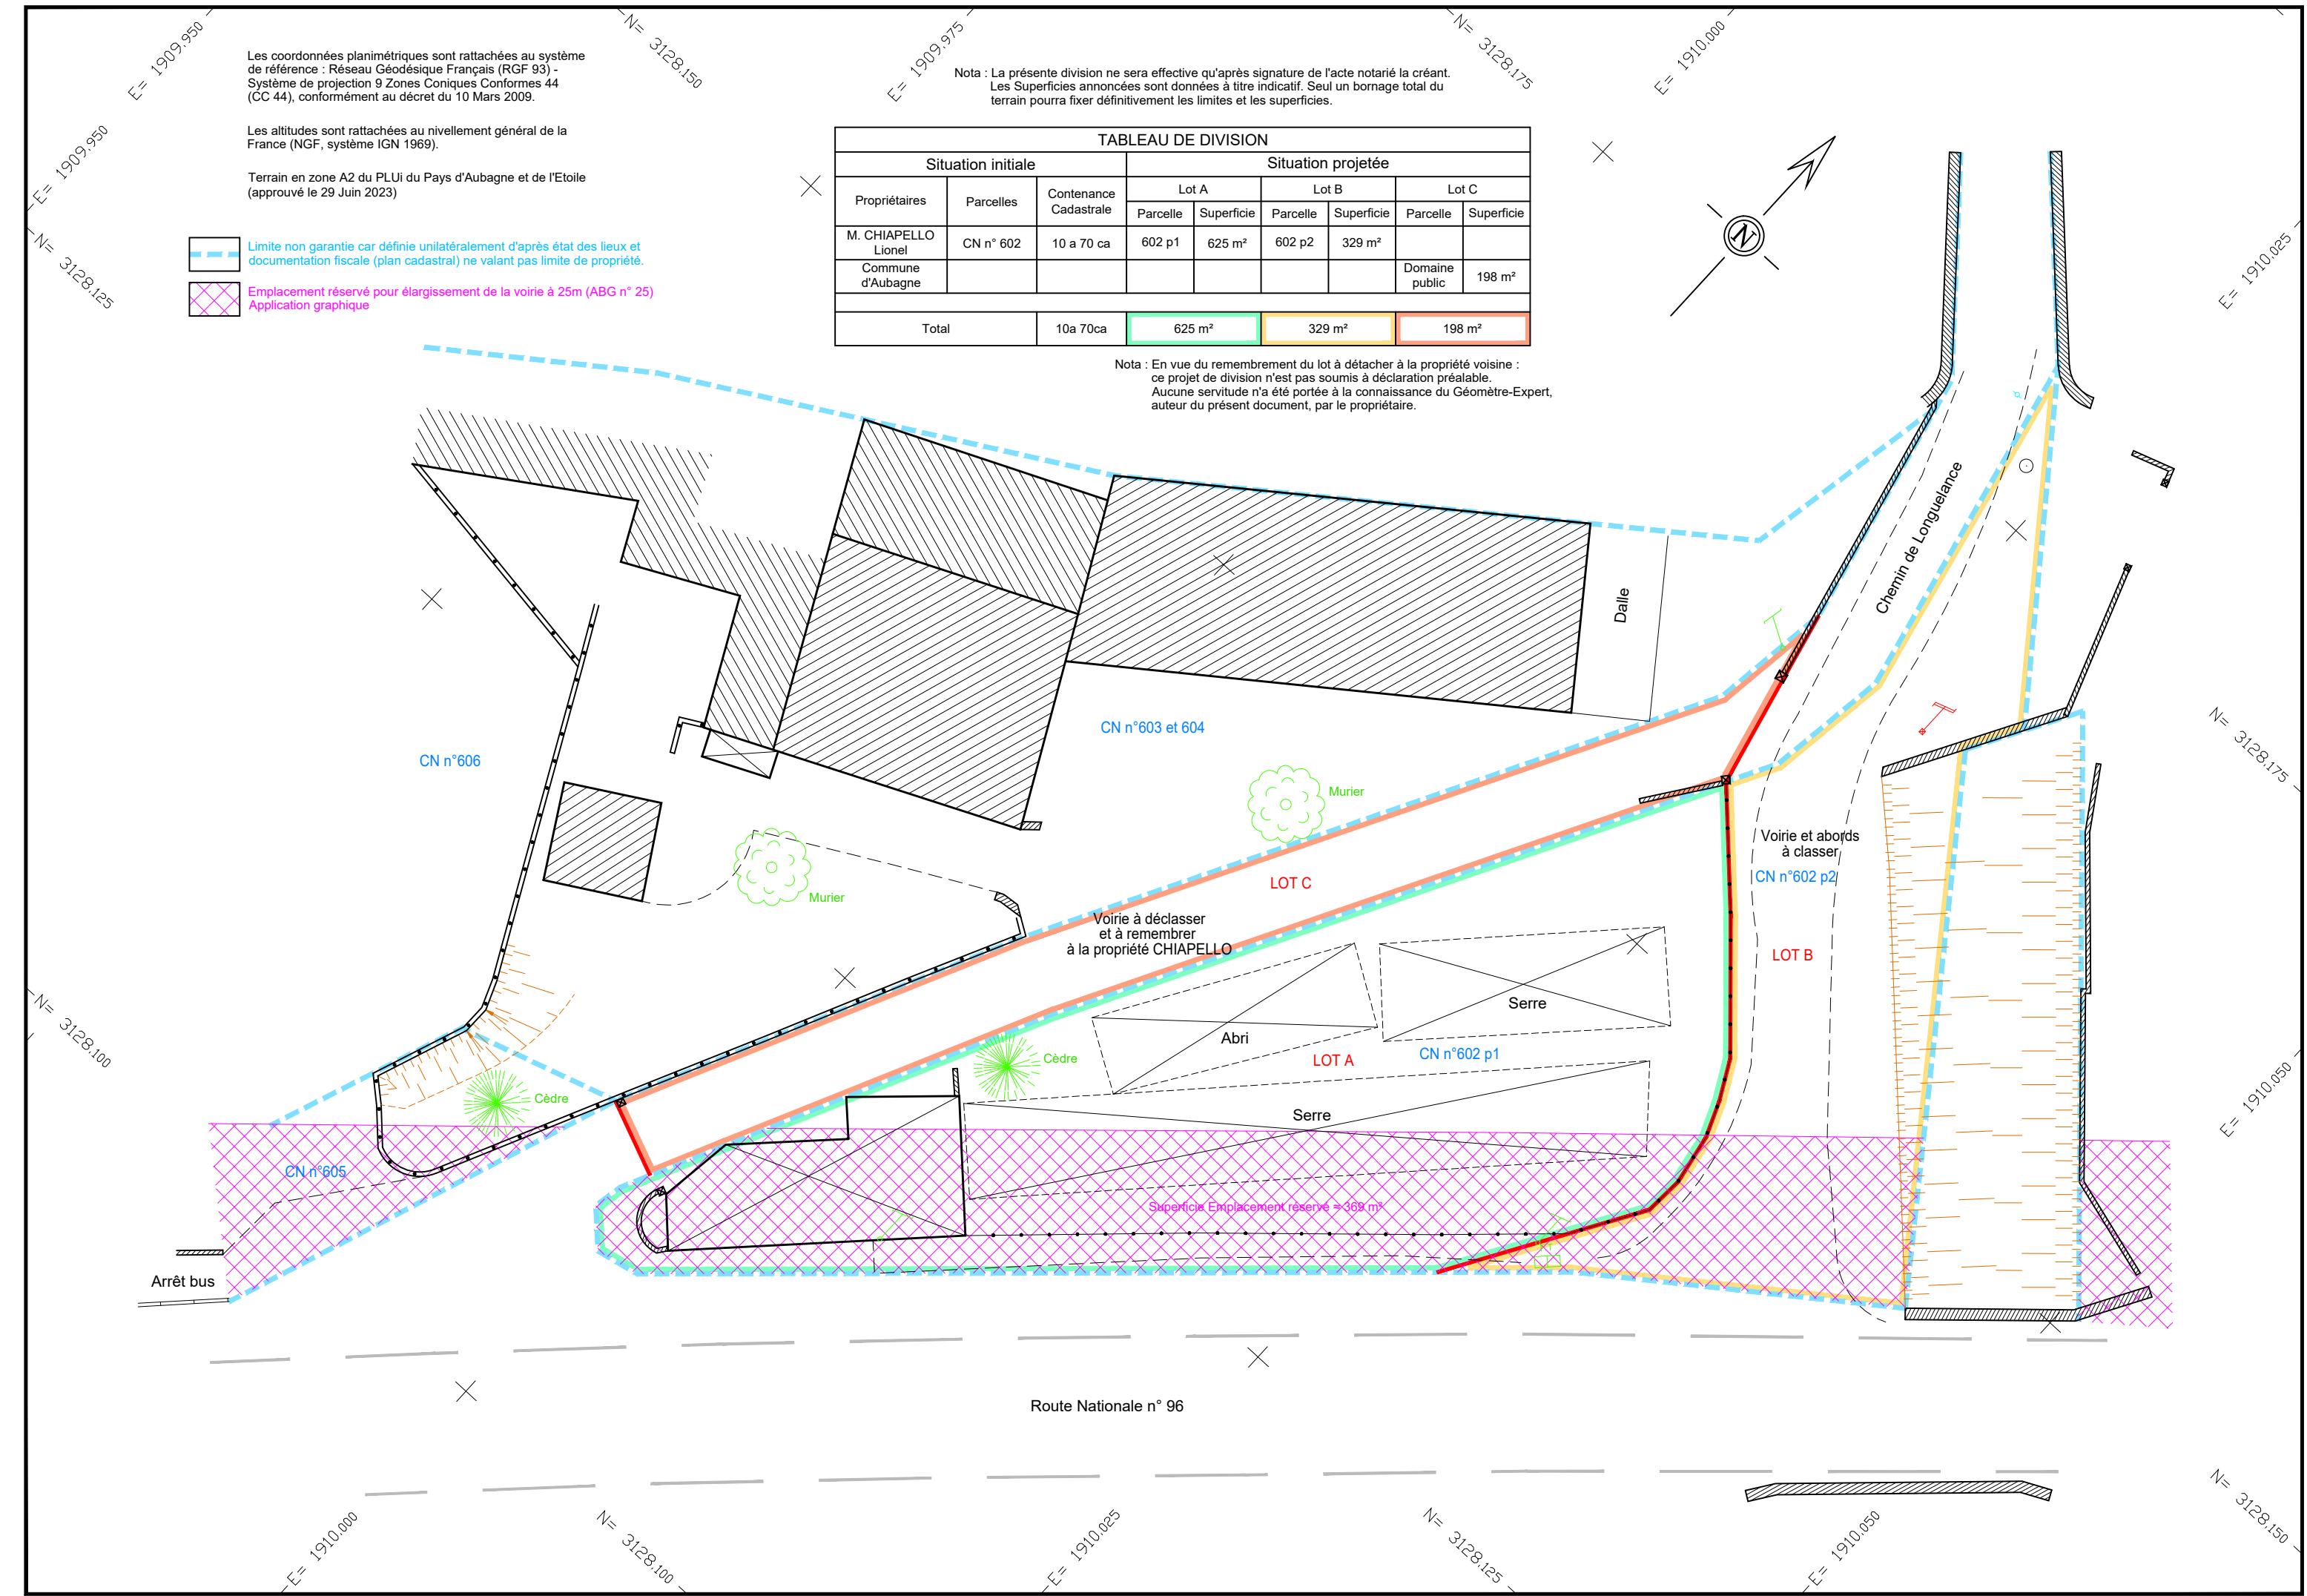 E= 1909.950
N= 3128.150
E= 1909.975
N= 3128.175
E= 1910.000
Les coordonnées planimétriques sont rattachées au système
de référence : Réseau Géodésique Français (RGF 93) -
Système de projection 9 Zones Coniques Conformes 44
(CC 44), conformément au décret du 10 Mars 2009.
Les altitudes sont rattachées au nivellement général de la
France (NGF, système IGN 1969).
Terrain en zone A2 du PLUi du Pays d'Aubagne et de l'Etoile
(approuvé le 29 Juin 2023)
E= 1909.950
N= 3128.125
Limite non garantie car définie unilatéralement d'après état des lieux et
documentation fiscale (plan cadastral) ne valant pas limite de propriété.
Emplacement réservé pour élargissement de la voirie à 25m (ABG n° 25)
Application graphique
Nota : La présente division ne sera effective qu'après signature de l'acte notarié la créant.
Les Superficies annoncées sont données à titre indicatif. Seul un bornage total du
terrain pourra fixer définitivement les limites et les superficies.
TABLEAU DE DIVISION
Situation initiale Situation projetée
Propriétaires Parcelles Contenance
Cadastrale
Lot A Lot B Lot C
Parcelle Superficie Parcelle Superficie Parcelle Superficie
M. CHIAPELLO
Lionel
CN n° 602 10 a 70 ca 602 p1 625 m² 602 p2 329 m²
Commune
d'Aubagne
Domaine
public
198 m²
Total 10a 70ca 625 m² 329 m² 198 m²
Nota : En vue du remembrement du lot à détacher à la propriété voisine :
ce projet de division n'est pas soumis à déclaration préalable.
Aucune servitude n'a été portée à la connaissance du Géomètre-Expert,
auteur du présent document, par le propriétaire.
N
E= 1910.025
Chemin de Longuelance
Dalle
CN n°603 et 604
CN n°606
N= 3128.175
Murier
Murier
Voirie et abords
à classer
CN n°602 p2
LOT C
Voirie à déclasser
et à remembrer
à la propriété CHIAPELLO
LOT B
Serre
Abri
CN n°602 p1
LOT A
Cèdre
Cèdre
Serre
N= 3128.100
E= 1910.050
CN n°605
Superficie Emplacement réservé = 369 m²
Arrêt bus
Route Nationale n° 96
E= 1910.000
N= 3128.100
E= 1910.025
N= 3128.125
E= 1910.050
N= 3128.150